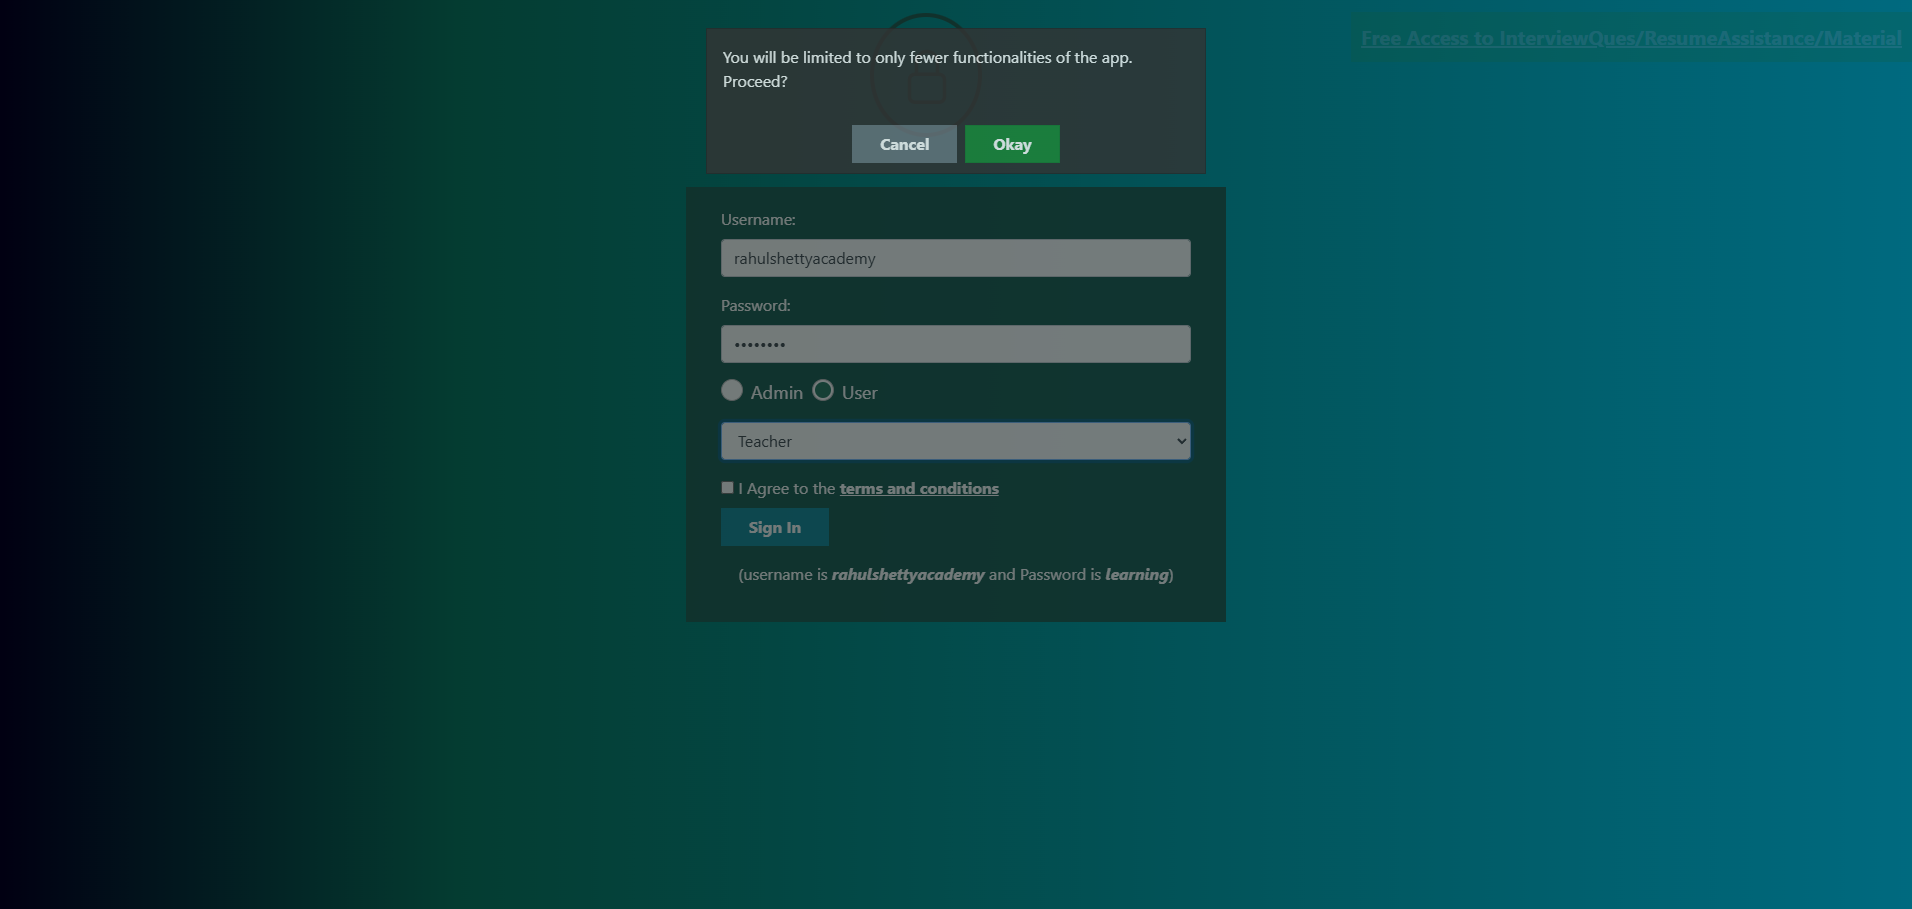 Free Access to InterviewQues/ResumeAssistance/Material
You will be limited to only fewer functionalities of the app.
Proceed?
Cancel Okay
Username:
rahulshettyacademy
Password:
••••••••
Admin User
Teacher
I Agree to the terms and conditions
Sign In
(username is rahulshettyacademy and Password is learning)